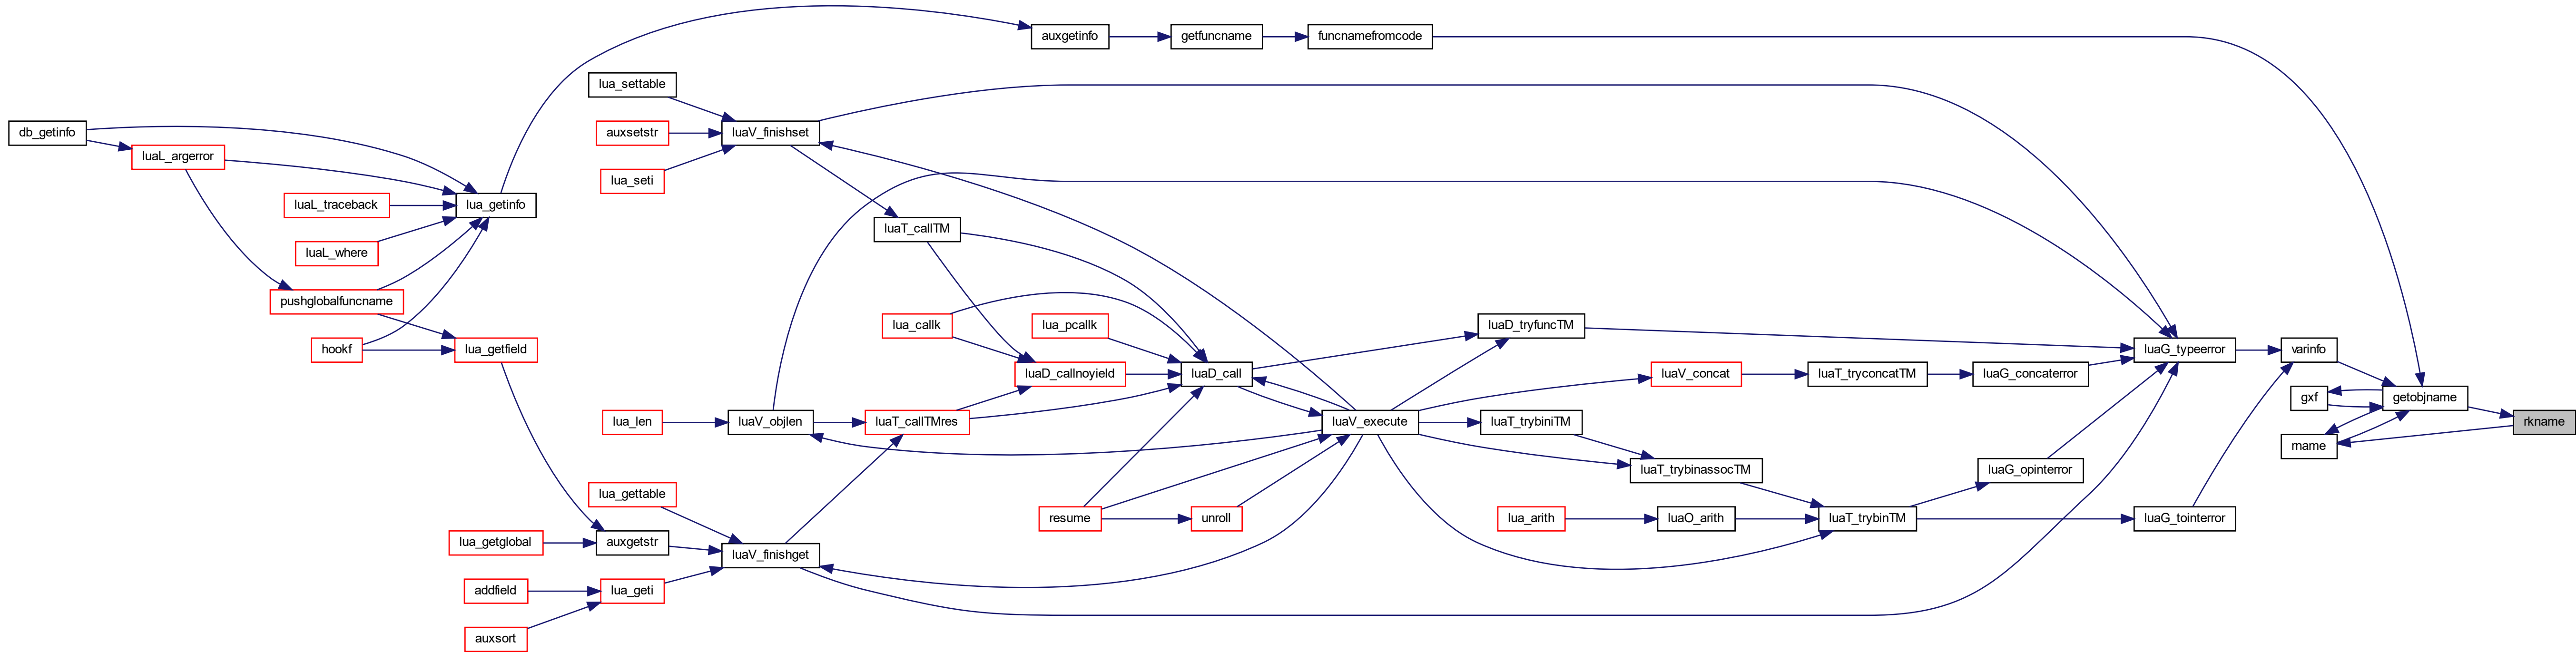 auxgetinfo
getfuncname
funcnamefromcode
lua_settable
db_getinfo
auxsetstr
luaV_finishset
luaL_argerror
lua_seti
luaL_traceback
lua_getinfo
luaT_callTM
luaL_where
pushglobalfuncname
lua_callk
lua_pcallk
luaD_tryfuncTM
hookf
lua_getfield
luaG_typeerror
varinfo
luaD_callnoyield
luaD_call
luaV_concat
luaT_tryconcatTM
luaG_concaterror
gxf
getobjname
lua_len
luaV_objlen
luaT_callTMres
luaV_execute
luaT_trybiniTM
rkname
rname
luaT_trybinassocTM
luaG_opinterror
lua_gettable
resume
unroll
lua_arith
luaO_arith
luaT_trybinTM
luaG_tointerror
lua_getglobal
auxgetstr
luaV_finishget
addfield
lua_geti
auxsort